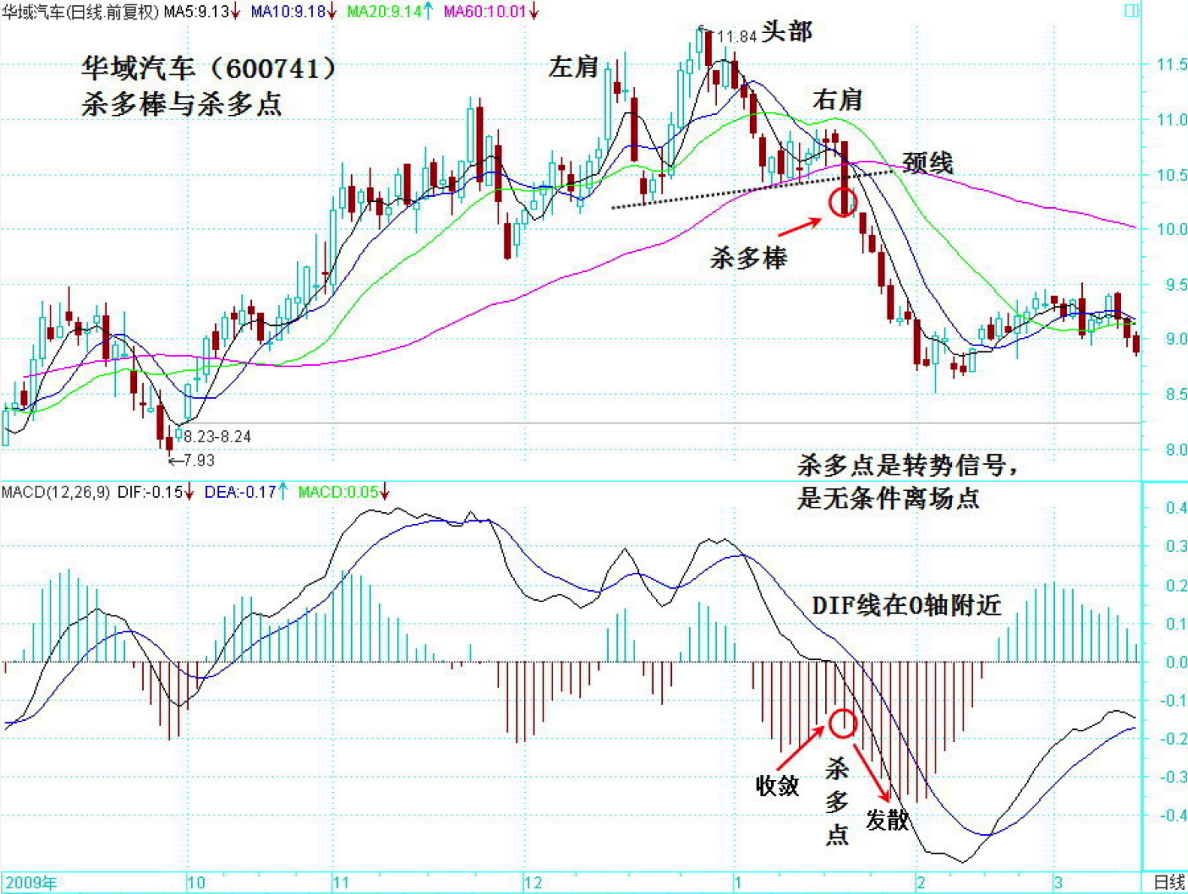 华域汽车(日线.前复权) MA5:9.13↓ MA10:9.18↓ MA20:9.14↑ MA60:10.01↓
←11.84 头部
华域汽车（600741）
杀多棒与杀多点
左肩
右肩
颈线
杀多棒
11.5
11.0
10.5
10.0
9.5
9.0
8.5
8.0
8.23-8.24
←7.93
杀多点是转势信号，
是无条件离场点
MACD(12,26,9) DIF:-0.15↓ DEA:-0.17↑ MACD:0.05↓
DIF线在0轴附近
收敛
杀多点
发散
0.4
0.3
0.2
0.1
0.0
-0.1
-0.2
-0.3
-0.4
2009年 10 11 12 1 2 3 日线